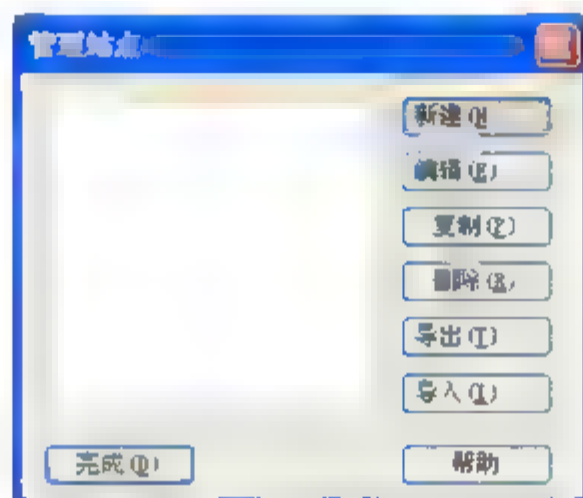 管理站点
新建(N)
编辑(E)
复制(P)
删除(R)
导出(T)
导入(I)
完成(D)
帮助